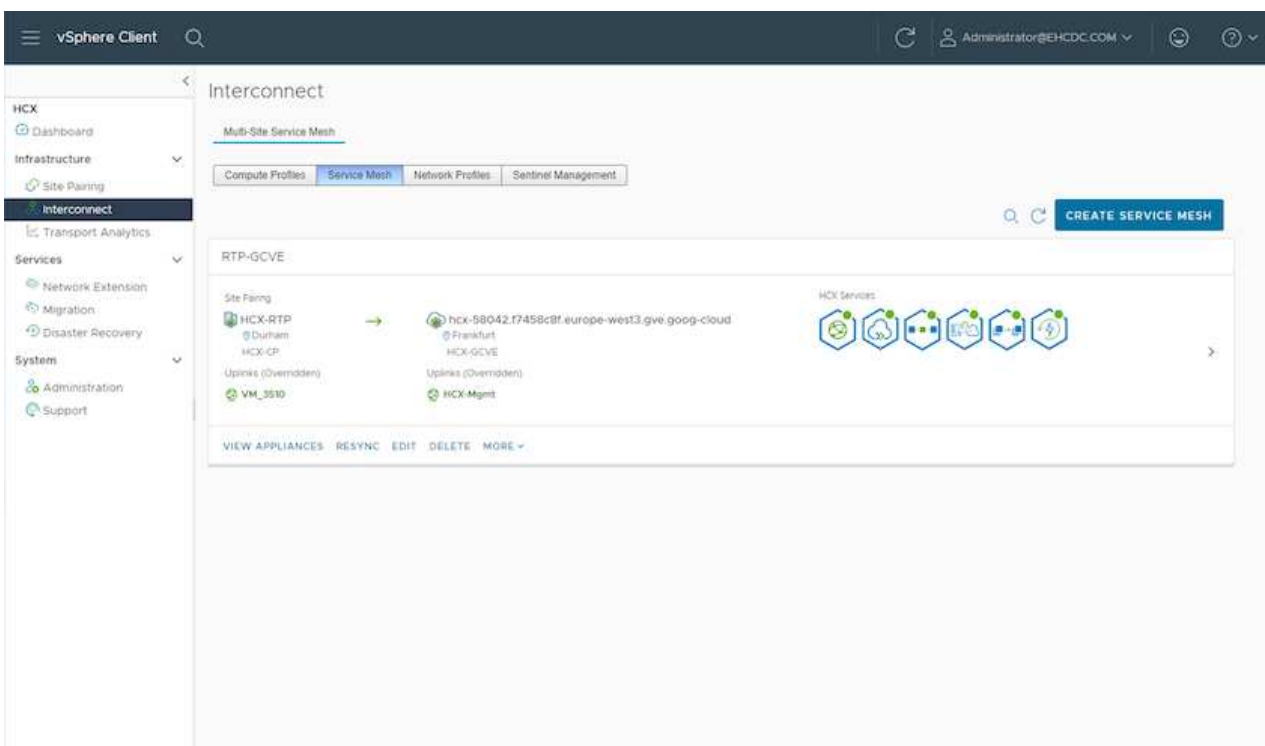 vSphere Client
Administrator@EHCDC.COM
HCX
Dashboard
Infrastructure
Site Pairing
Interconnect
Transport Analytics
Services
Network Extension
Migration
Disaster Recovery
System
Administration
Support
Interconnect
Multi-Site Service Mesh
Compute Profiles Service Mesh Network Profiles Sentinel Management
CREATE SERVICE MESH
RTP-GCVE
Site Pairing
HCX Services
HCX-RTP hcx-58042.f7458c8f.europe-west3.gve.goog-cloud
Durham Frankfurt
HCX-CP HCX-GCVE
Uplinks (Overridden) Uplinks (Overridden)
VM_3510 HCX-Mgmt
VIEW APPLIANCES RESYNC EDIT DELETE MORE